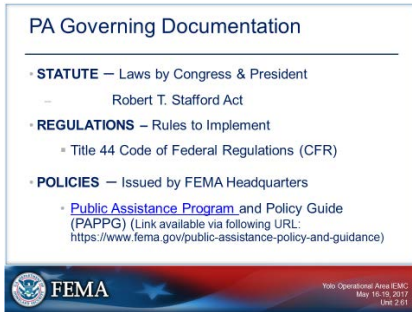 PA Governing Documentation
• STATUTE – Laws by Congress & President
– Robert T. Stafford Act
• REGULATIONS – Rules to Implement
▪ Title 44 Code of Federal Regulations (CFR)
• POLICIES – Issued by FEMA Headquarters
• Public Assistance Program and Policy Guide
(PAPPG) (Link available via following URL:
https://www.fema.gov/public-assistance-policy-and-guidance)
FEMA
Yolo Operational Area IEMC
May 16-19, 2017
Unit 2.61